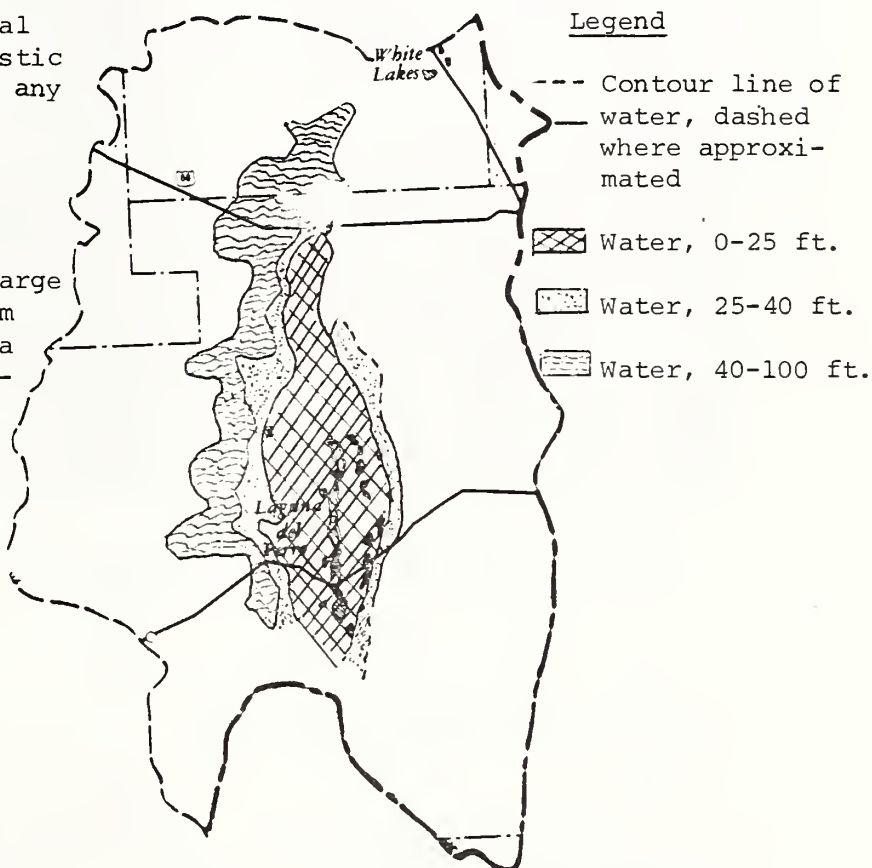 al
stic
any
arge
m
a
-
White
Lakes
Laguna
del
Legend
Contour line of
water, dashed
where approxi-
mated
Water, 0-25 ft.
Water, 25-40 ft.
Water, 40-100 ft.